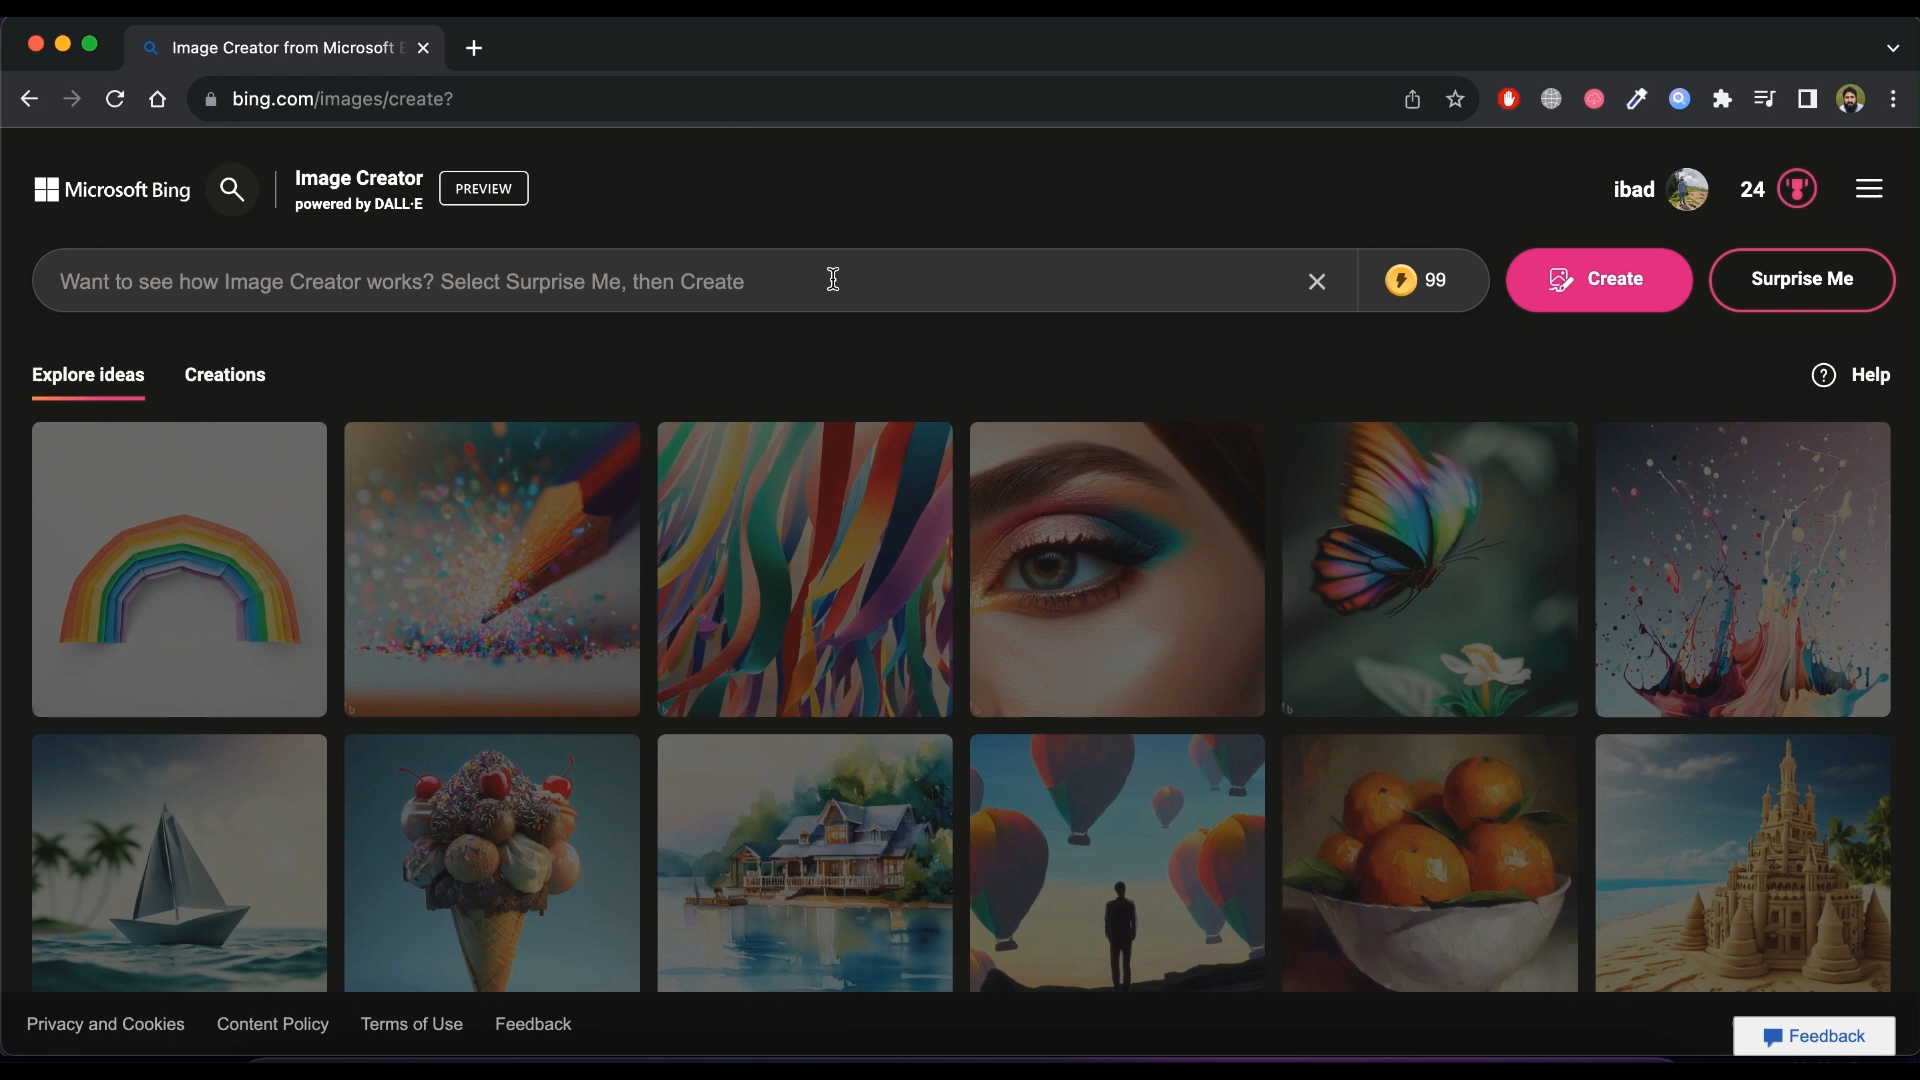 Image Creator from Microsoft
bing.com/images/create?
Microsoft Bing
Image Creator
powered by DALL·E
PREVIEW
ibad
24
Want to see how Image Creator works? Select Surprise Me, then Create
99
Create
Surprise Me
Explore ideas
Creations
Help
Privacy and Cookies
Content Policy
Terms of Use
Feedback
Feedback